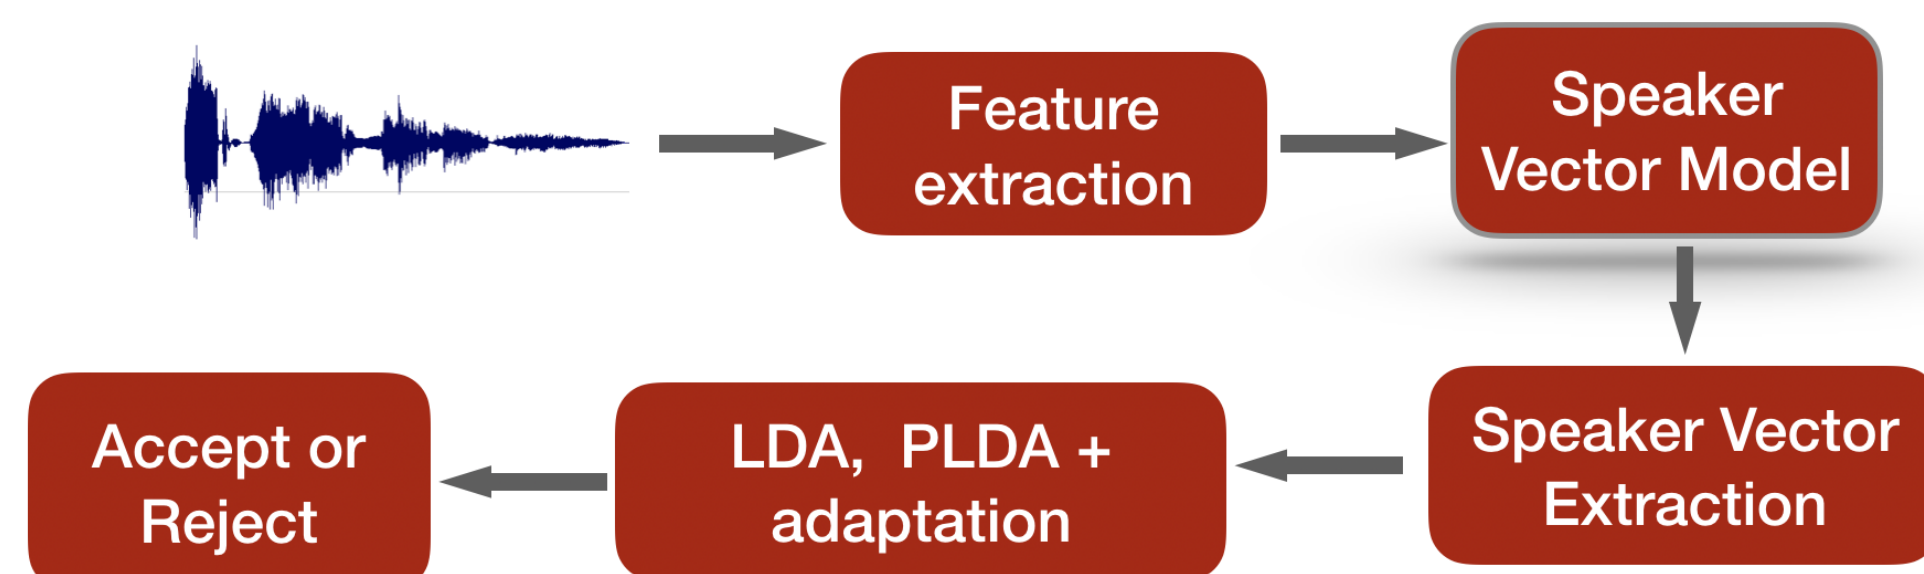 Feature
extraction
Speaker
Vector Model
Speaker Vector
Extraction
LDA,  PLDA +
adaptation
Accept or
Reject